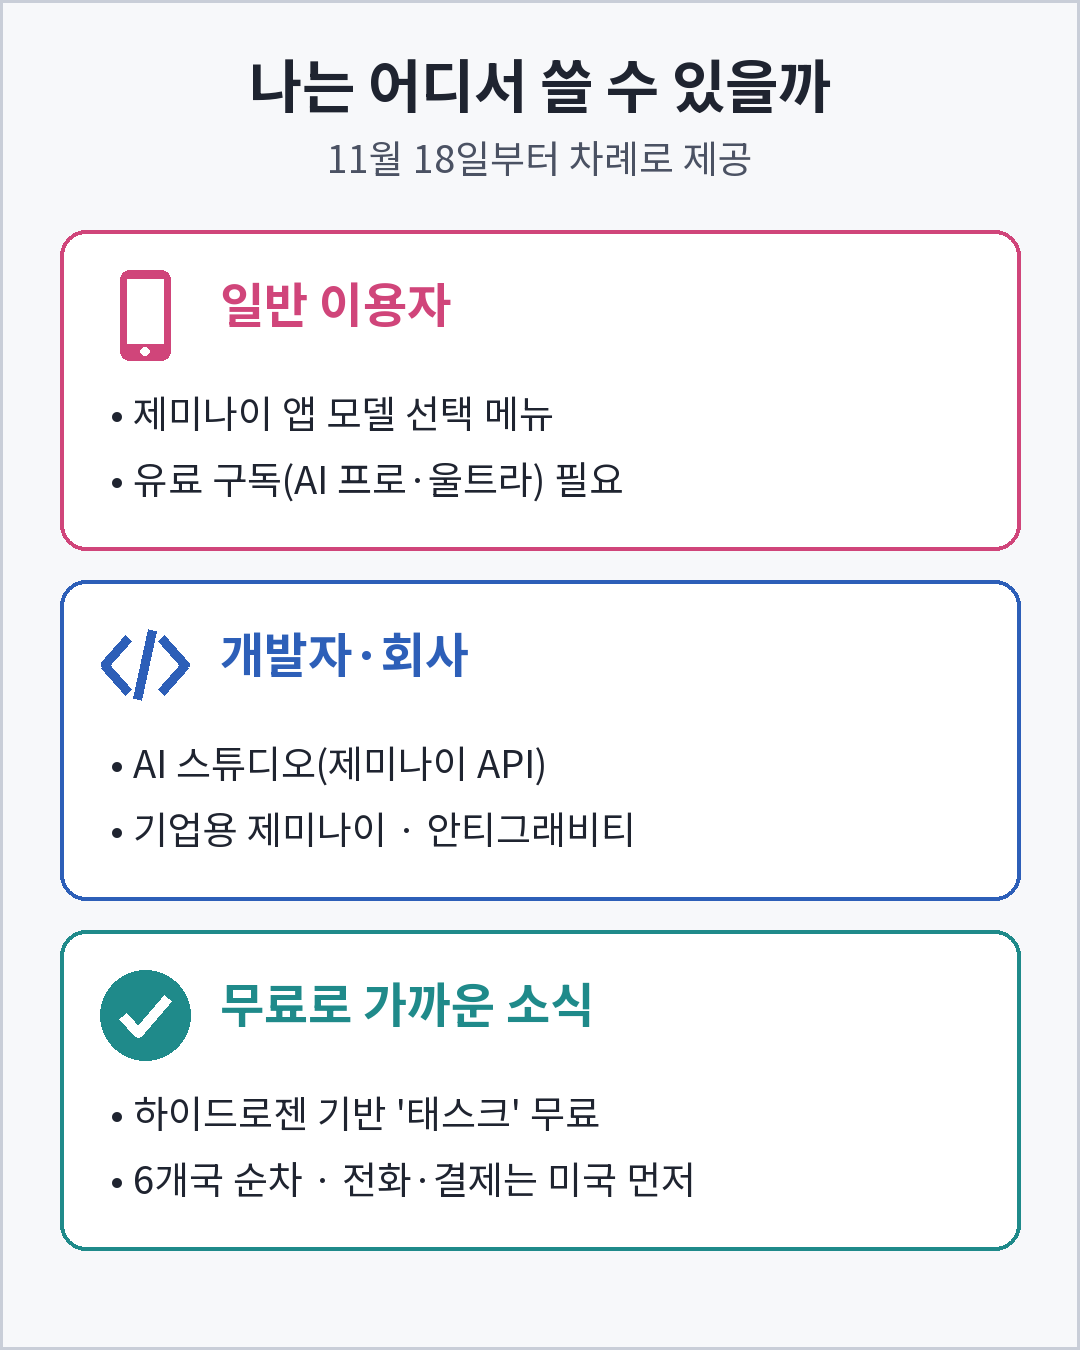 나는 어디서 쓸 수 있을까
11월 18일부터 차례로 제공
일반 이용자
• 제미나이 앱 모델 선택 메뉴
• 유료 구독(AI 프로·울트라) 필요
개발자·회사
• AI 스튜디오(제미나이 API)
• 기업용 제미나이 · 안티그래비티
무료로 가까운 소식
• 하이드로젠 기반 '태스크' 무료
• 6개국 순차 · 전화·결제는 미국 먼저